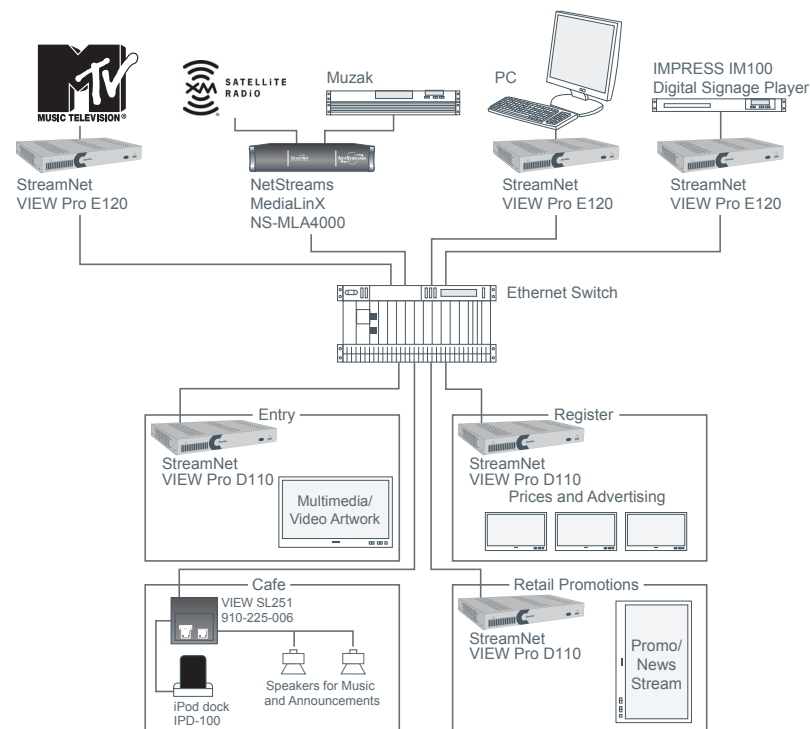 MTV
MUSIC TELEVISION®
XM
SATELLiTE
RADiO
Muzak
PC
IMPRESS IM100
Digital Signage Player
StreamNet
VIEW Pro E120
NetStreams
MediaLinX
NS-MLA4000
StreamNet
VIEW Pro E120
StreamNet
VIEW Pro E120
Ethernet Switch
Entry
StreamNet
VIEW Pro D110
Multimedia/
Video Artwork
Register
StreamNet
VIEW Pro D110
Prices and Advertising
Cafe
VIEW SL251
910-225-006
iPod dock
IPD-100
Speakers for Music
and Announcements
Retail Promotions
StreamNet
VIEW Pro D110
Promo/
News
Stream